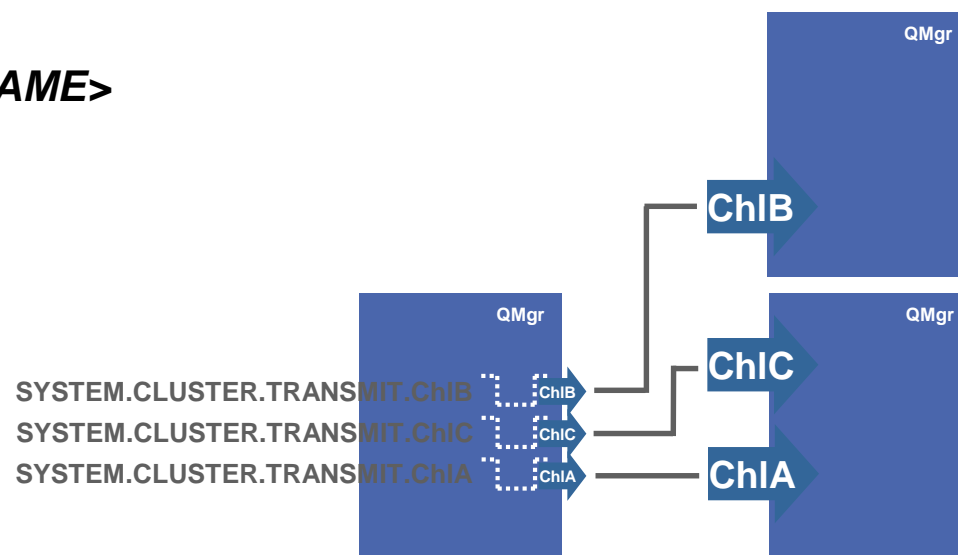 QMgr
AME>
ChlB
QMgr
QMgr
ChlC
SYSTEM.CLUSTER.TRANSMIT.ChlB
ChlB
SYSTEM.CLUSTER.TRANSMIT.ChlC
ChlC
SYSTEM.CLUSTER.TRANSMIT.ChlA
ChlA
ChlA